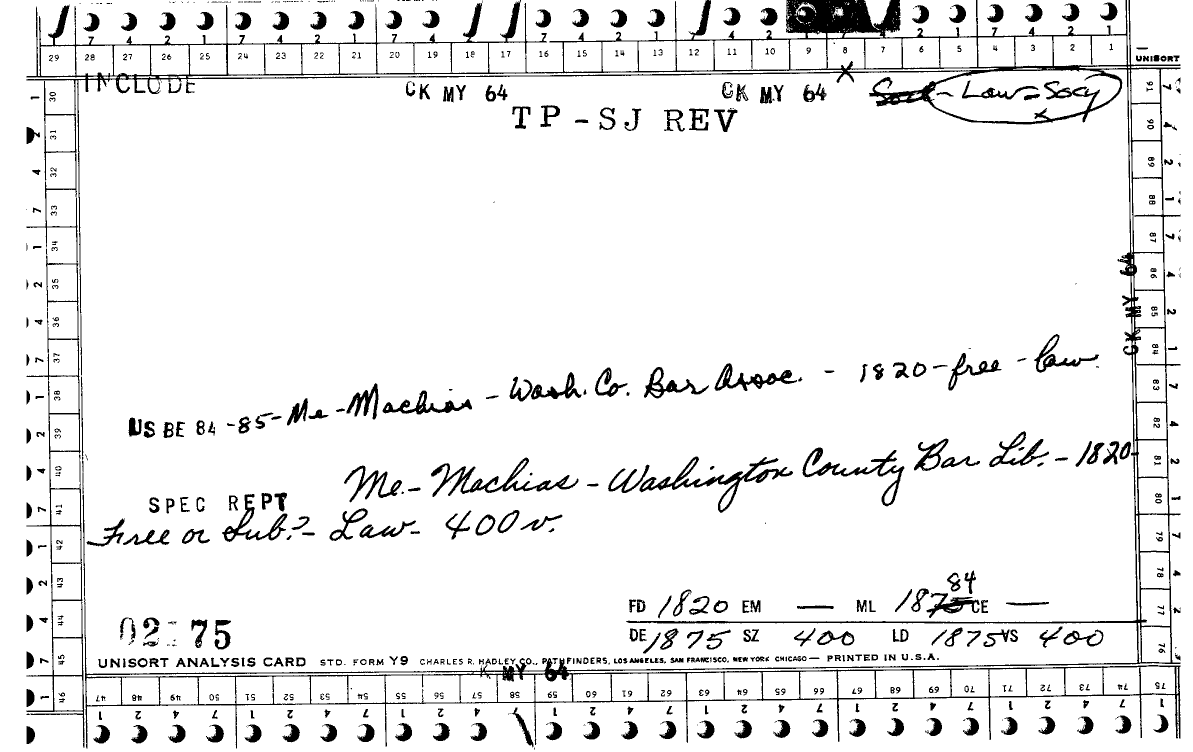 7 4 2 1 7 4 2 1 7 4 2 1 7 4 2 1 7 4 2 1 2 1 7 4 2 1
29 28 27 26 25 24 23 22 21 20 19 18 17 16 15 14 13 12 11 10 9 8 7 6 5 4 3 2 1
UNISORT
INCLUDE CK MY 64 CK MY 64 X Law=Socy
x
TP-SJ REV
CK MY 64
US BE 84-85-Me-Machias-Wash. Co. Bar Assoc. - 1820-free-law.
Me.-Machias-Washington County Bar Lib.-1820-
SPEC REPT
Free or Sub.?-Law-400v.
84
FD 1820 EM — ML 1875 CE —
DE 1875 SZ 400 LD 1875 VS 400
02 75
UNISORT ANALYSIS CARD STD. FORM Y9 CHARLES R. HADLEY CO., PATHFINDERS, LOS ANGELES, SAN FRANCISCO, NEW YORK CHICAGO — PRINTED IN U.S.A.
MY 64
30 31 32 33 34 35 36 37 38 39 40 41 42 43 44 45 46
91 90 89 88 87 86 85 84 83 82 81 80 79 78 77 76 75
47 48 49 50 51 52 53 54 55 56 57 58 59 60 61 62 63 64 65 66 67 68 69 70 71 72 73 74